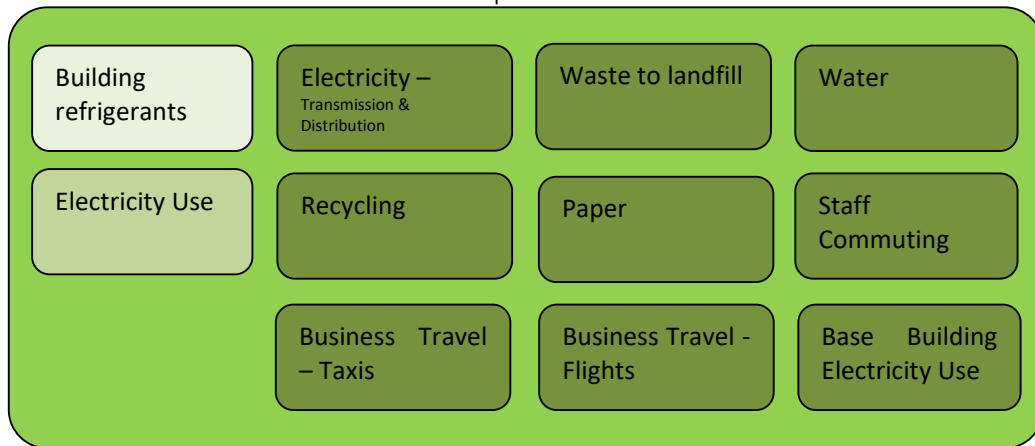 Building
refrigerants
Electricity –
Transmission &
Distribution
Waste to landfill
Water
Electricity Use
Recycling
Paper
Staff
Commuting
Business Travel
– Taxis
Business Travel -
Flights
Base Building
Electricity Use